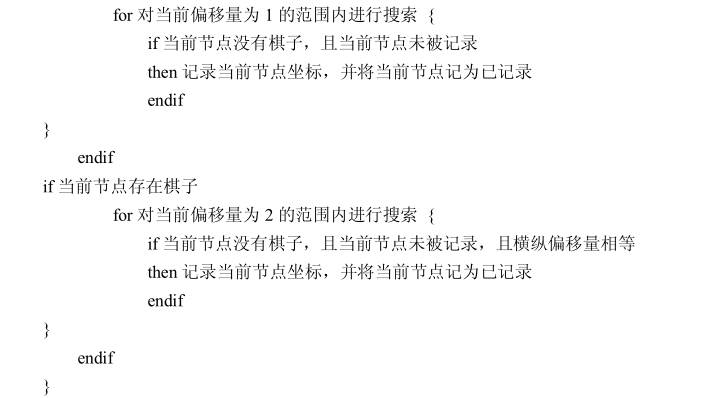 for 对当前偏移量为 1 的范围内进行搜索 {
if 当前节点没有棋子，且当前节点未被记录
then 记录当前节点坐标，并将当前节点记为已记录
endif
}
endif
if 当前节点存在棋子
for 对当前偏移量为 2 的范围内进行搜索 {
if 当前节点没有棋子，且当前节点未被记录，且横纵偏移量相等
then 记录当前节点坐标，并将当前节点记为已记录
endif
}
endif
}